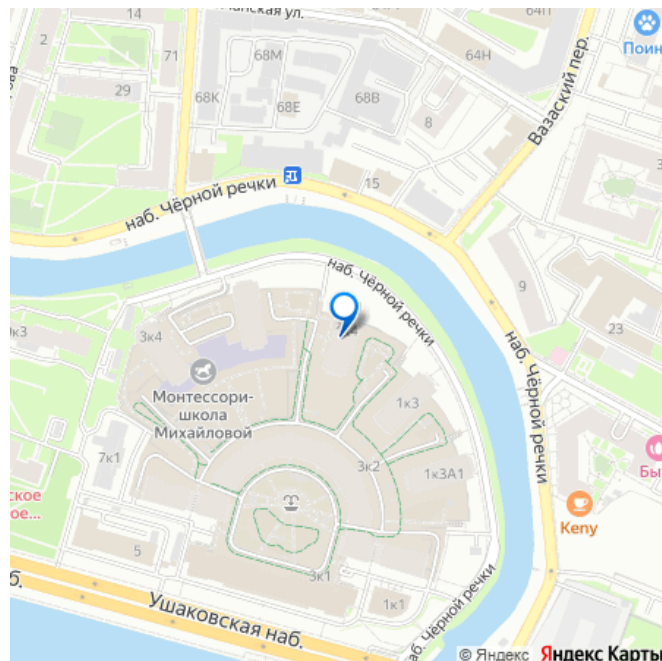 14
2
71
29
68М
68К
68Е
68В
64Н
8
15
Поин
Вазаский пер.
наб. Чёрной речки
наб. Чёрной речки
9
23
3к4
Монтессори-
школа
Михайловой
1к3
3к2
1к3А1
7к1
наб. Чёрной речки
Бы
Keny
5
3к1
1к1
Ушаковская наб.
наб. Чёрной речки
© Яндекс Яндекс Карты